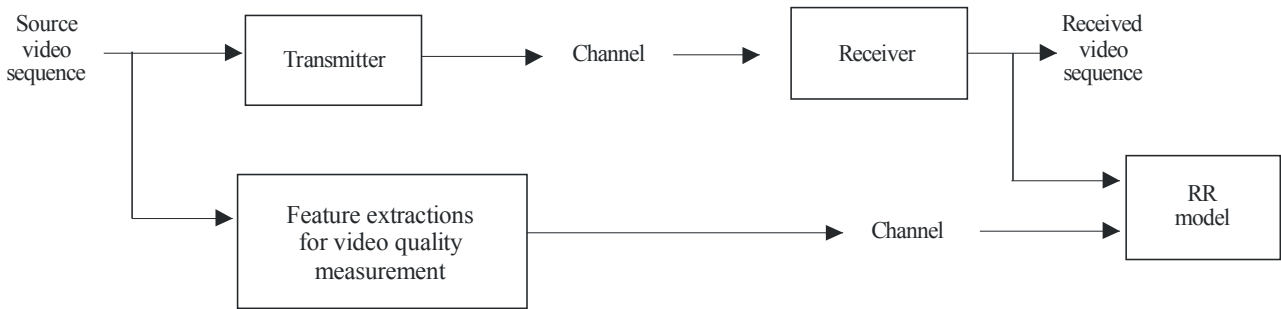 Source
video
sequence
Transmitter
Channel
Receiver
Received
video
sequence
Feature extractions
for video quality
measurement
Channel
RR
model